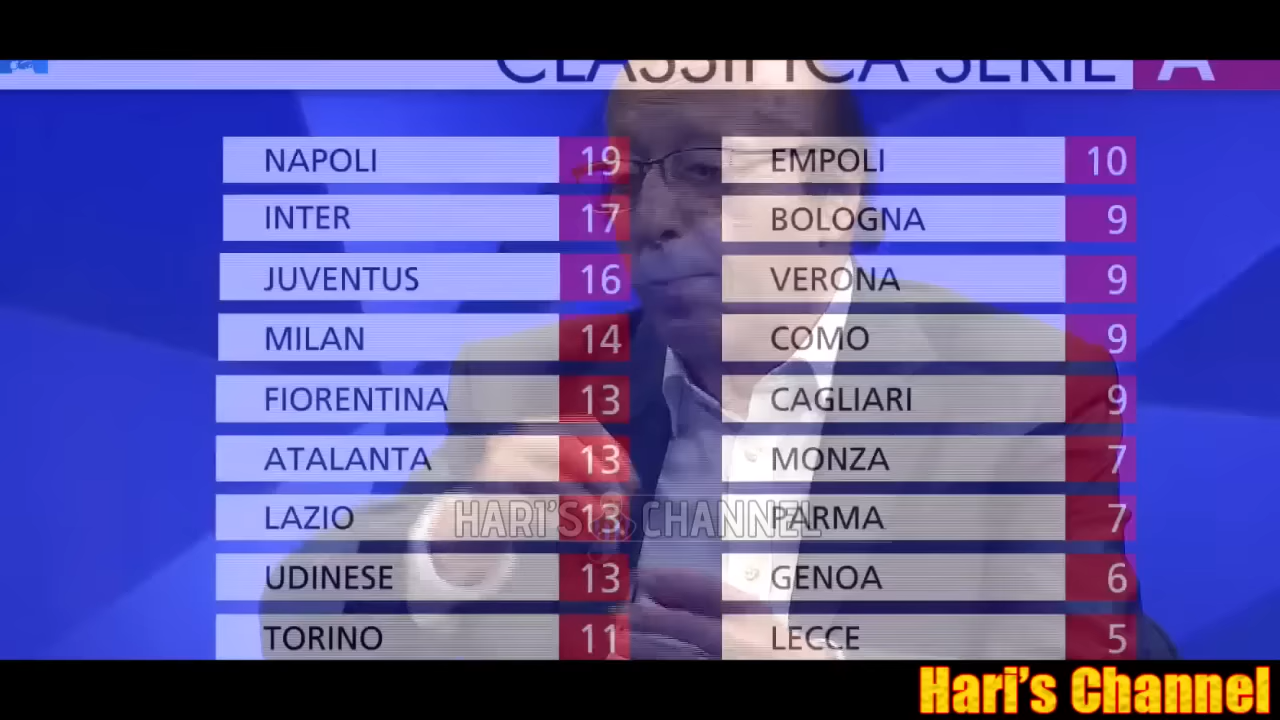 CLASSIFICA SERIE A
NAPOLI 19
INTER 17
JUVENTUS 16
MILAN 14
FIORENTINA 13
ATALANTA 13
LAZIO 13
UDINESE 13
TORINO 11
EMPOLI 10
BOLOGNA 9
VERONA 9
COMO 9
CAGLIARI 9
MONZA 7
PARMA 7
GENOA 6
LECCE 5
HARI'S CHANNEL
Hari's Channel